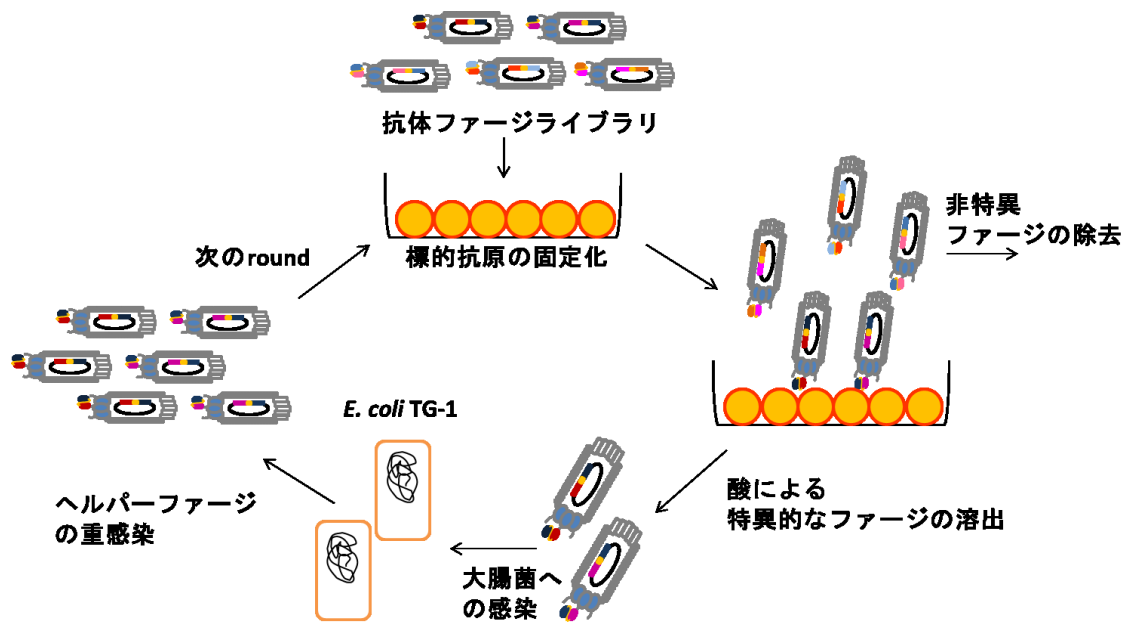 抗体ファージライブラリ
標的抗原の固定化
非特異
ファージの除去
酸による
特異的なファージの溶出
大腸菌へ
の感染
E. coli TG-1
ヘルパーファージ
の重感染
次のround